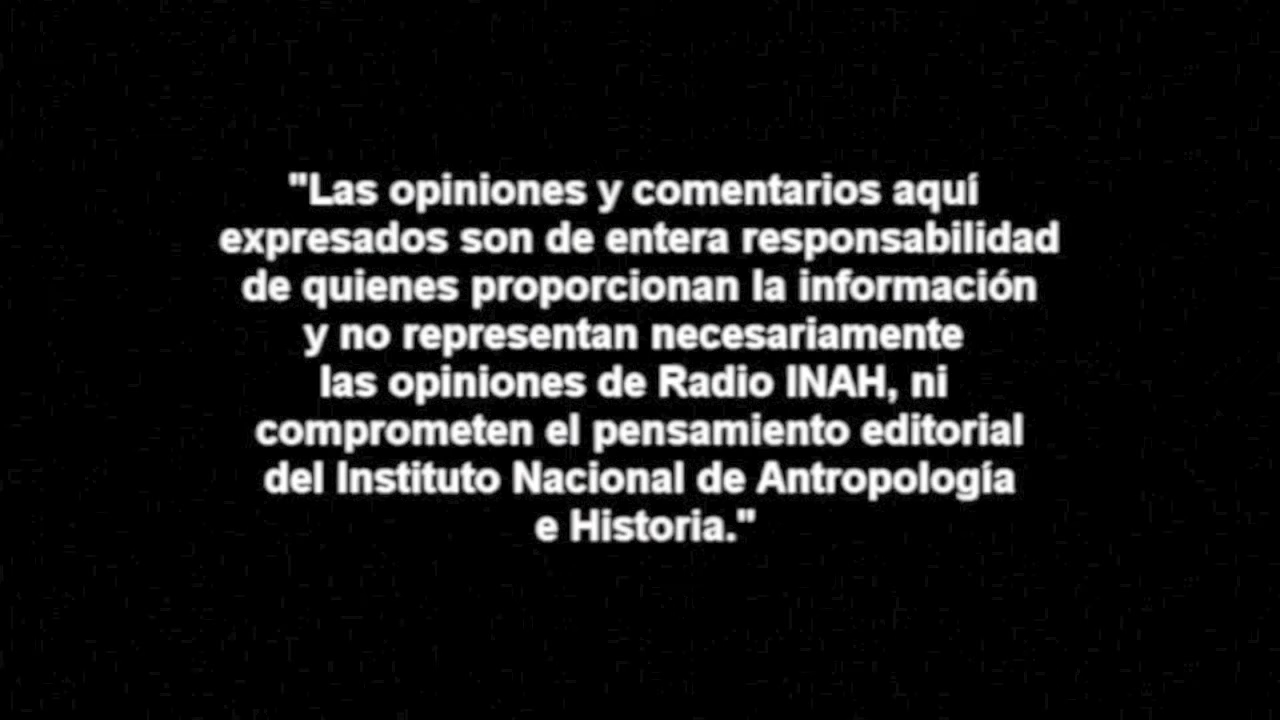 "Las opiniones y comentarios aquí
expresados son de entera responsabilidad
de quienes proporcionan la información
y no representan necesariamente
las opiniones de Radio INAH, ni
comprometen el pensamiento editorial
del Instituto Nacional de Antropología
e Historia."